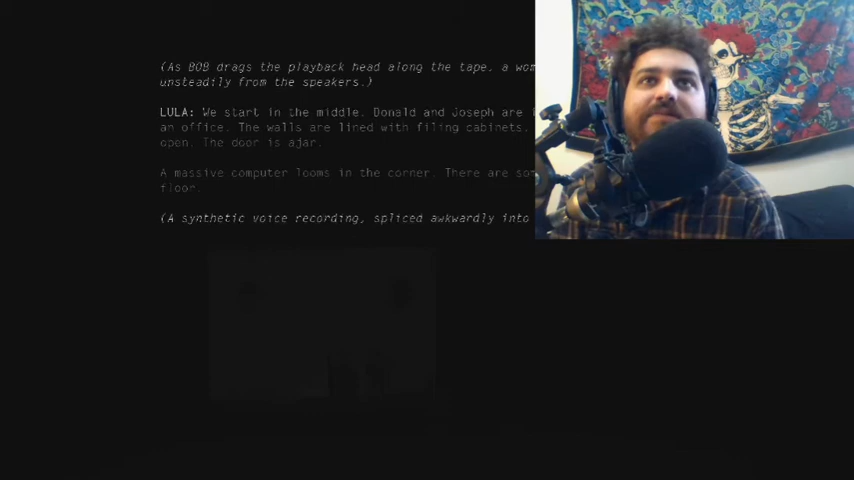 (As BOB drags the playback head along the tape, a
unsteadily from the speakers.)
LULA: We start in the middle. Donald and Joseph are
an office. The walls are lined with filing cabinets.
open. The door is ajar.
A massive computer looms in the corner. There are
floor.
(A synthetic voice recording, spliced awkwardly into